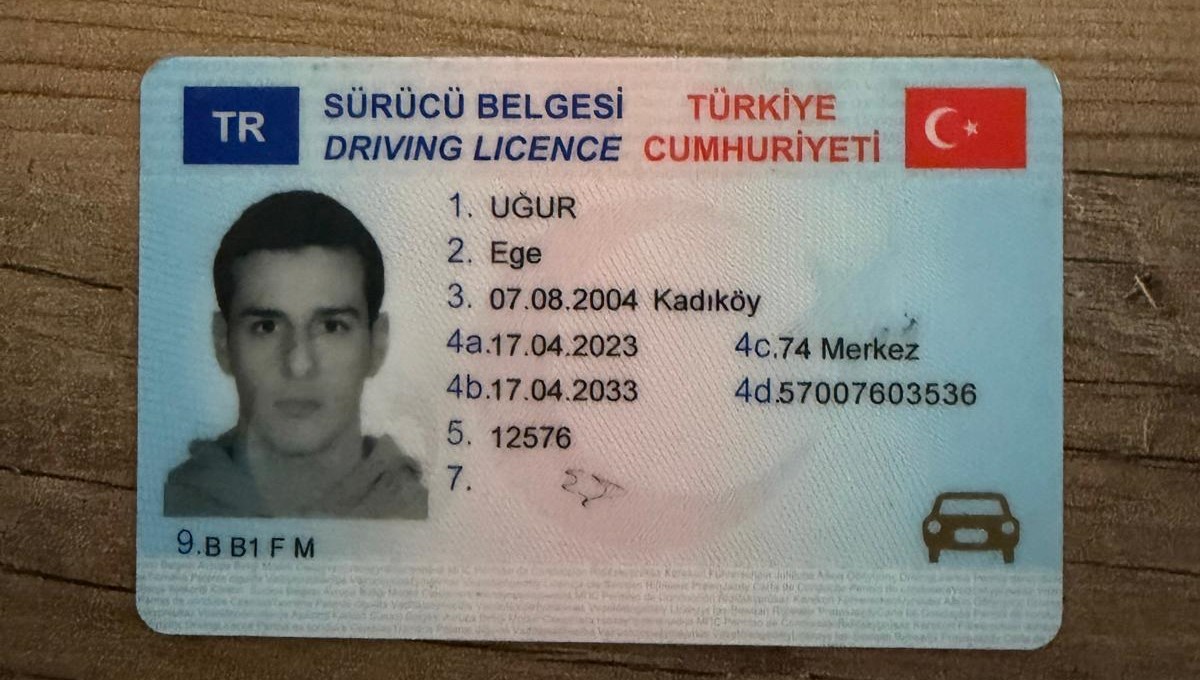 TR
SÜRÜCÜ BELGESİ
DRIVING LICENCE
TÜRKİYE
CUMHURİYETİ
1. UĞUR
2. Ege
3. 07.08.2004 Kadıköy
4a.17.04.2023 4c.74 Merkez
4b.17.04.2033 4d.57007603536
5. 12576
7.
9.B B1 F M